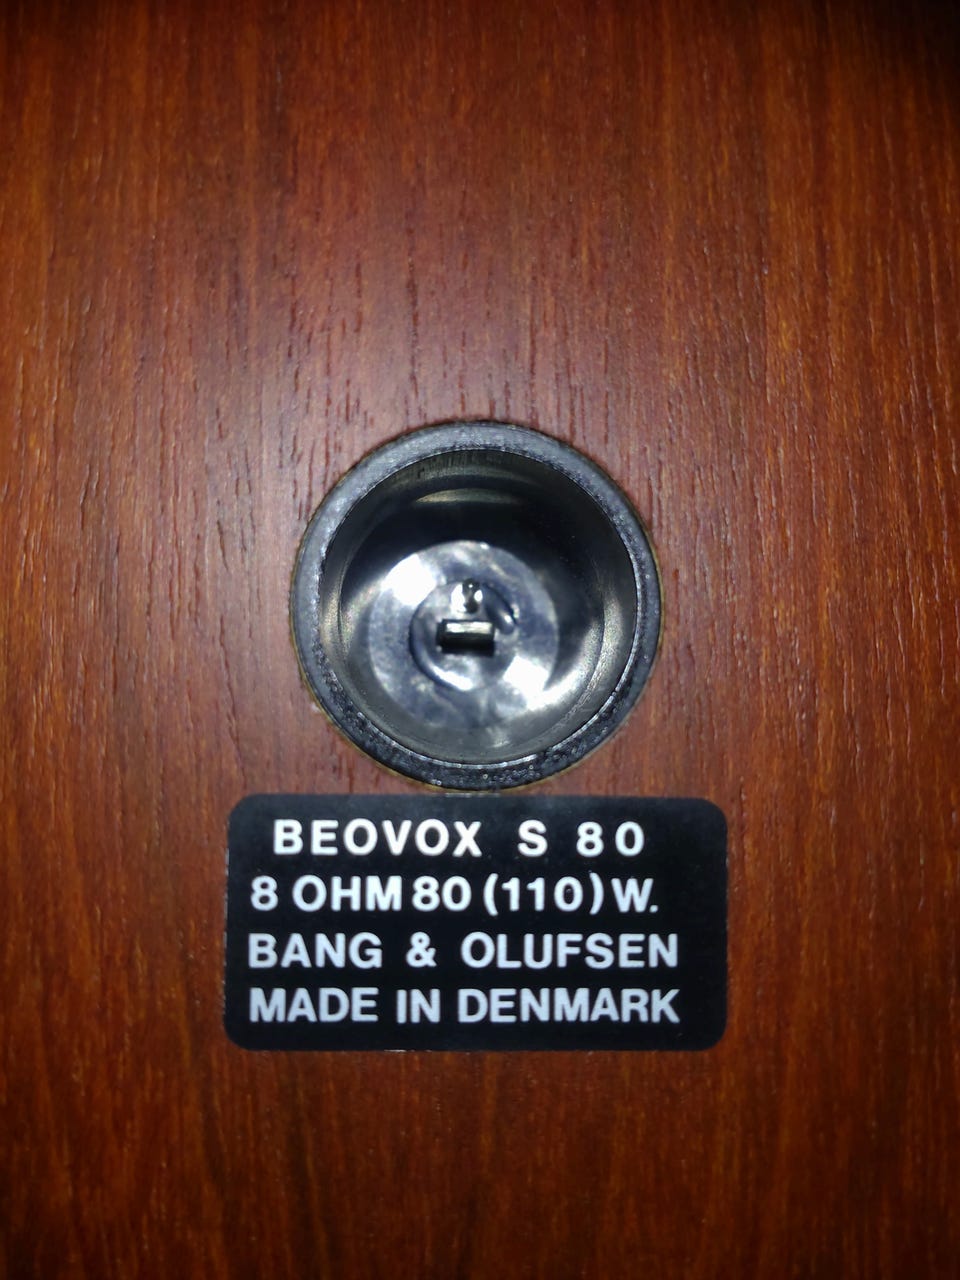 BEOVOX S 80
8 OHM 80 (110) W.
BANG & OLUFSEN
MADE IN DENMARK